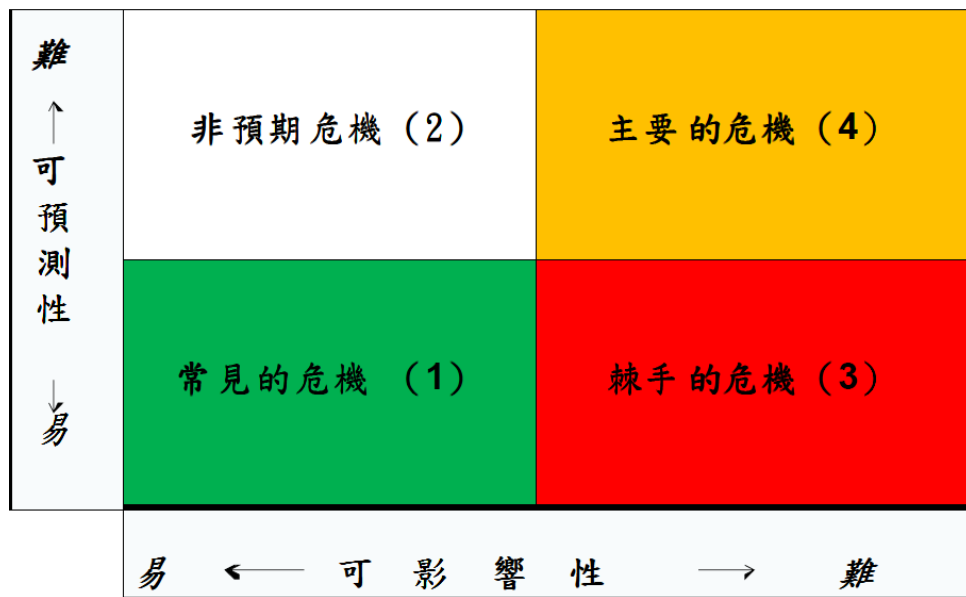 難
可預測性
易
非預期危機（2）
主要的危機（4）
常見的危機 （1）
棘手的危機（3）
易 可影響性 難